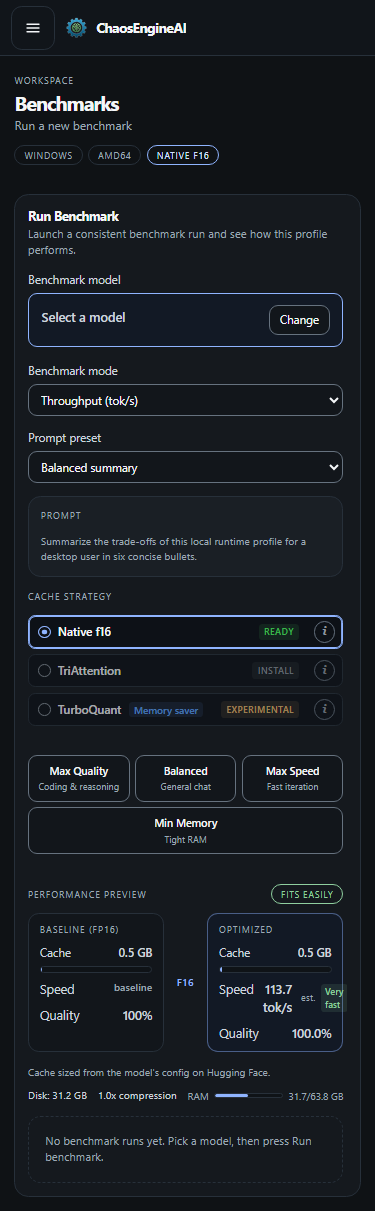 ChaosEngineAI
WORKSPACE
Benchmarks
Run a new benchmark
WINDOWS AMD64 NATIVE F16
Run Benchmark
Launch a consistent benchmark run and see how this profile
performs.
Benchmark model
Select a model Change
Benchmark mode
Throughput (tok/s)
Prompt preset
Balanced summary
PROMPT
Summarize the trade-offs of this local runtime profile for a
desktop user in six concise bullets.
CACHE STRATEGY
Native f16 READY i
TriAttention INSTALL i
TurboQuant Memory saver EXPERIMENTAL i
Max Quality
Coding & reasoning
Balanced
General chat
Max Speed
Fast iteration
Min Memory
Tight RAM
PERFORMANCE PREVIEW FITS EASILY
BASELINE (FP16)
Cache 0.5 GB
Speed baseline
Quality 100%
F16
OPTIMIZED
Cache 0.5 GB
Speed 113.7
tok/s
est.
Very
fast
Quality 100.0%
Cache sized from the model's config on Hugging Face.
Disk: 31.2 GB 1.0x compression RAM 31.7/63.8 GB
No benchmark runs yet. Pick a model, then press Run
benchmark.